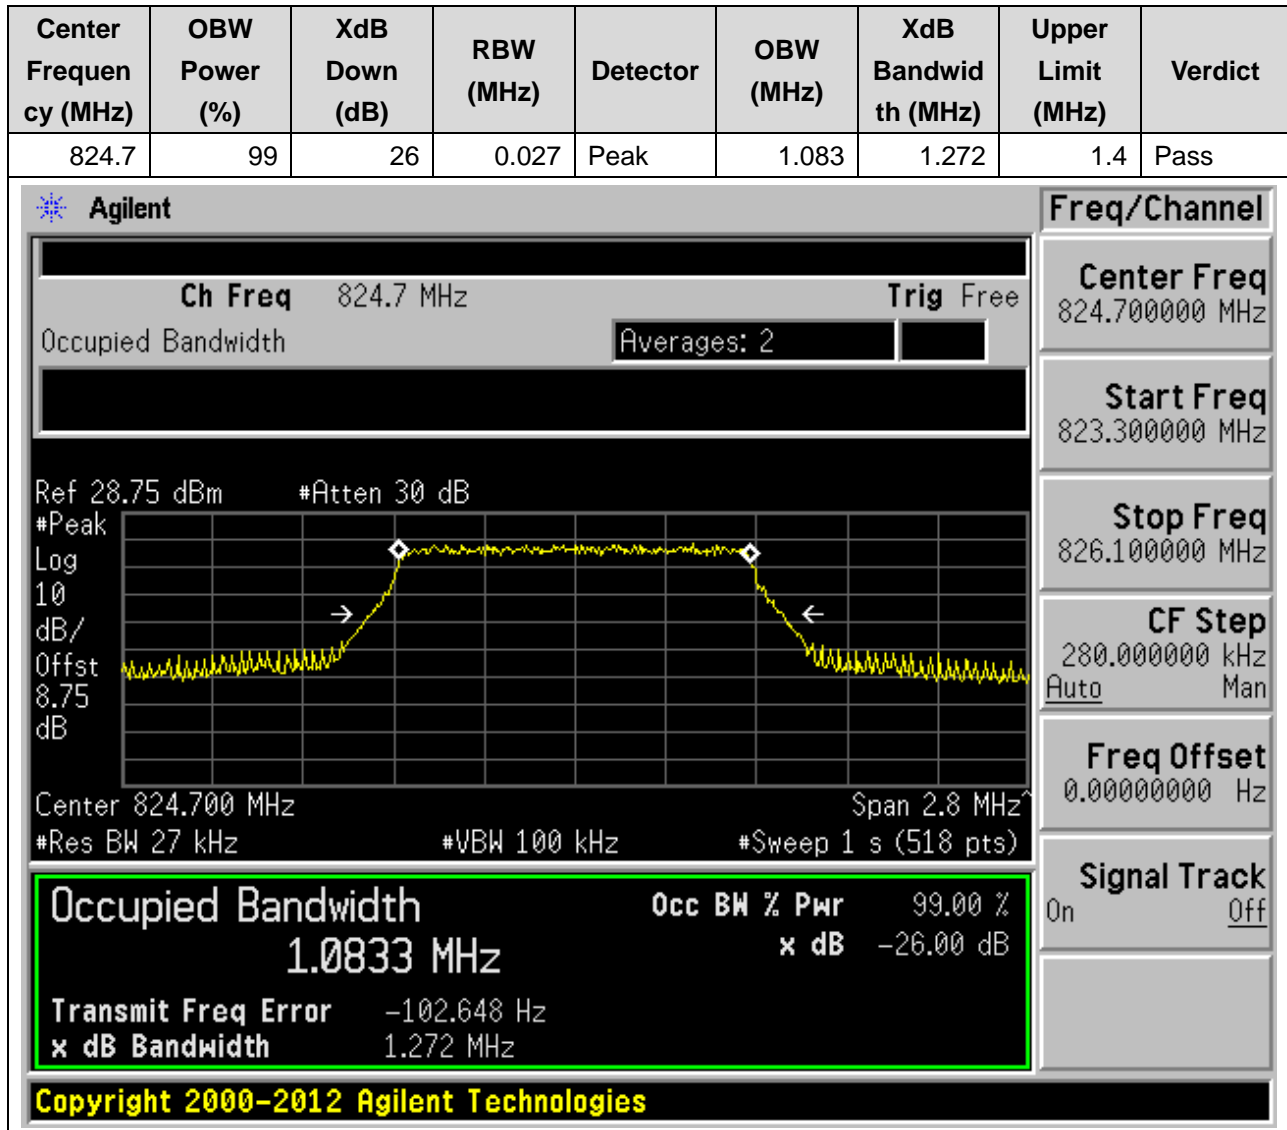 Center Frequen cy (MHz) OBW Power (%) XdB Down (dB) RBW (MHz) Detector OBW (MHz) XdB Bandwid th (MHz) Upper Limit (MHz) Verdict
824.7 99 26 0.027 Peak 1.083 1.272 1.4 Pass
Agilent
Freq/Channel
Ch Freq 824.7 MHz Trig Free
Occupied Bandwidth Averages: 2
Center Freq
824.700000 MHz
Start Freq
823.300000 MHz
Stop Freq
826.100000 MHz
CF Step
280.000000 kHz
Auto Man
Freq Offset
0.00000000 Hz
Signal Track
On Off
Ref 28.75 dBm #Atten 30 dB
#Peak
Log
10
dB/
Offst
8.75
dB
Center 824.700 MHz Span 2.8 MHz^
#Res BW 27 kHz #VBW 100 kHz #Sweep 1 s (518 pts)
Occupied Bandwidth Occ BW % Pwr 99.00 %
1.0833 MHz x dB -26.00 dB
Transmit Freq Error -102.648 Hz
x dB Bandwidth 1.272 MHz
Copyright 2000-2012 Agilent Technologies